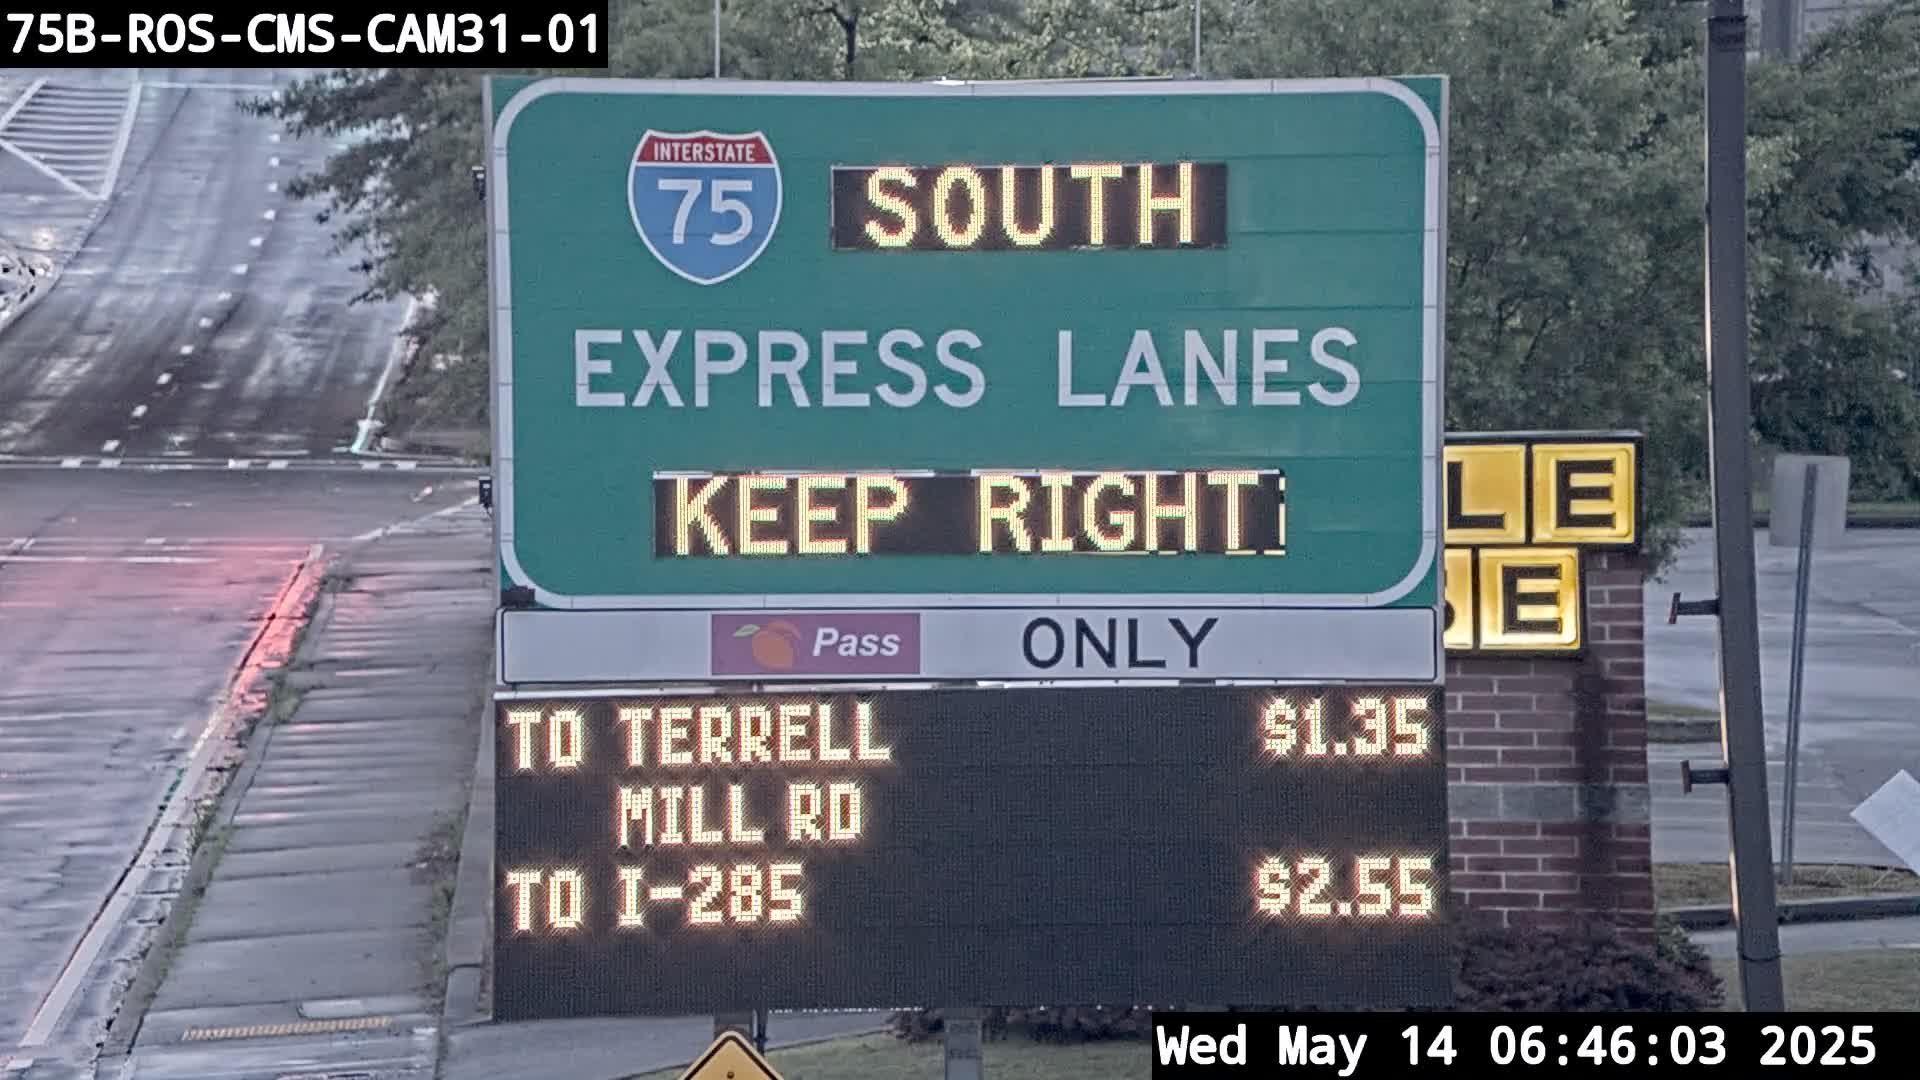 75B-ROS-CMS-CAM31-01
INTERSTATE
75
SOUTH
EXPRESS LANES
KEEP RIGHT
Pass ONLY
TO TERRELL $1.35
MILL RD
TO I-285 $2.55
LE
E
Wed May 14 06:46:03 2025